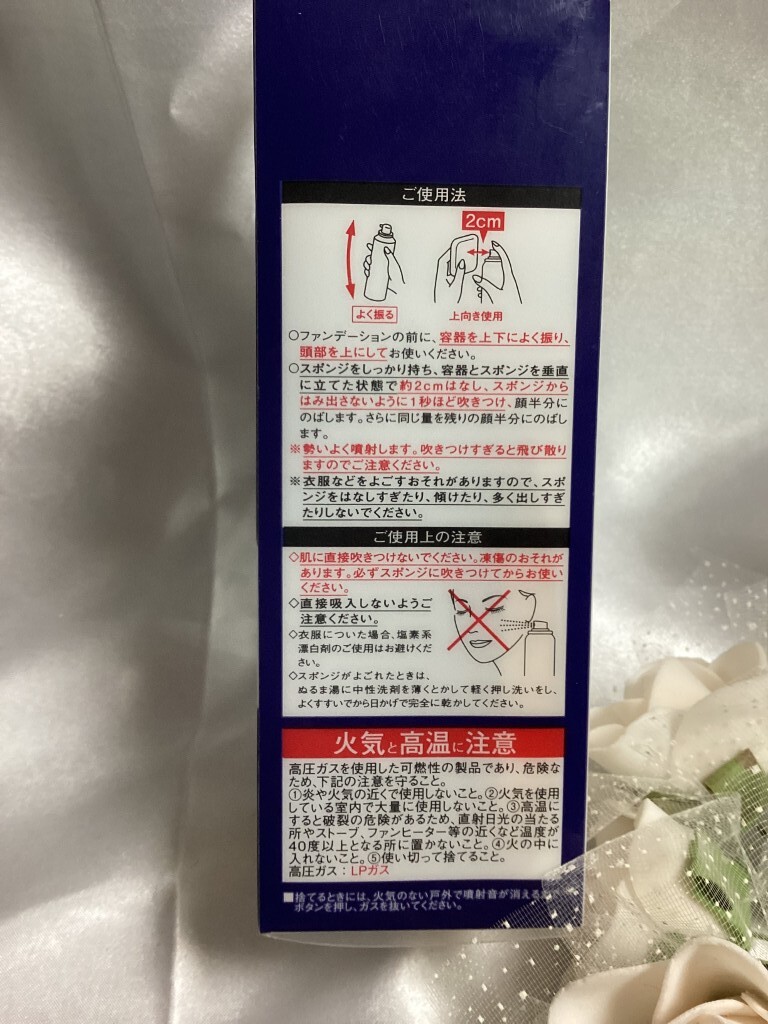 ご使用法
2cm
よく振る
上向き使用
○ファンデーションの前に、容器を上下によく振り、
頭部を上にしてお使いください。
○スポンジをしっかり持ち、容器とスポンジを垂直
に立てた状態で約2cmはなし、スポンジから
はみ出さないように1秒ほど吹きつけ、顔半分に
のばします。さらに同じ量を残りの顔半分にのばし
ます。
※勢いよく噴射します。吹きつけすぎると飛び散り
ますのでご注意ください。
※衣服などをよごすおそれがありますので、スポ
ンジをはなしすぎたり、傾けたり、多く出しすぎ
たりしないでください。
ご使用上の注意
◇肌に直接吹きつけないでください。凍傷のおそれが
あります。必ずスポンジに吹きつけてからお使い
ください。
◇直接吸入しないようご
注意ください。
◇衣服についた場合、塩素系
漂白剤のご使用はお避けくだ
さい。
◇スポンジがよごれたときは、
ぬるま湯に中性洗剤を薄くとかして軽く押し洗いをし、
よくすすいでから日かげで完全に乾かしてください。
火気と高温に注意
高圧ガスを使用した可燃性の製品であり、危険な
ため、下記の注意を守ること。
①炎や火気の近くで使用しないこと。②火気を使用
している室内で大量に使用しないこと。③高温に
すると破裂の危険があるため、直射日光の当たる
所やストーブ、ファンヒーター等の近くなど温度が
40度以上となる所に置かないこと。④火の中に
入れないこと。⑤使い切って捨てること。
高圧ガス：LPガス
■捨てるときには、火気のない戸外で噴射音が消える
ボタンを押し、ガスを抜いてください。